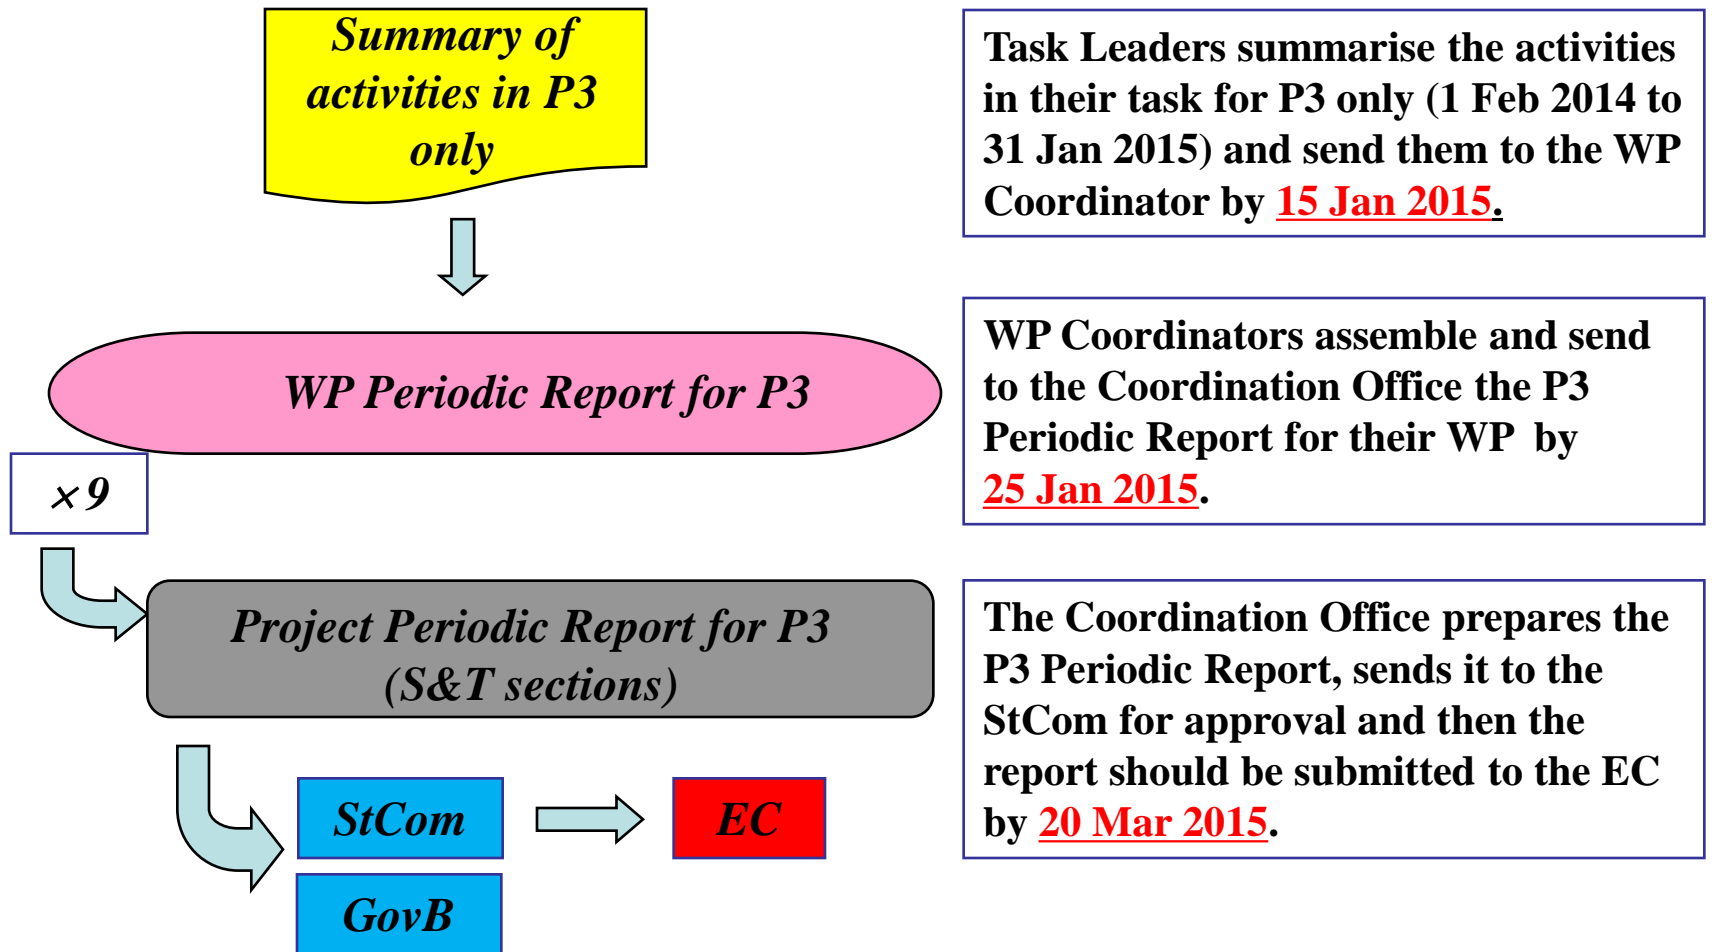 Summary of
activities in P3
only
Task Leaders summarise the activities
in their task for P3 only (1 Feb 2014 to
31 Jan 2015) and send them to the WP
Coordinator by 15 Jan 2015.
WP Periodic Report for P3
WP Coordinators assemble and send
to the Coordination Office the P3
Periodic Report for their WP by
25 Jan 2015.
×9
Project Periodic Report for P3
(S&T sections)
The Coordination Office prepares the
P3 Periodic Report, sends it to the
StCom for approval and then the
report should be submitted to the EC
by 20 Mar 2015.
StCom
EC
GovB